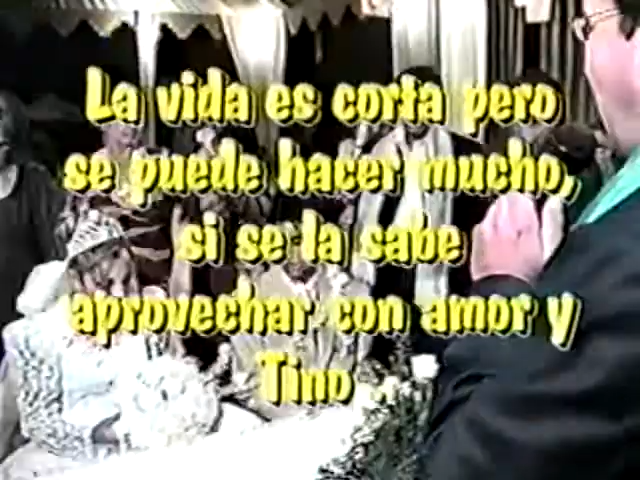 La vida es corta pero
se puede hacer mucho,
si se la sabe
aprovechar con amor y
Tino